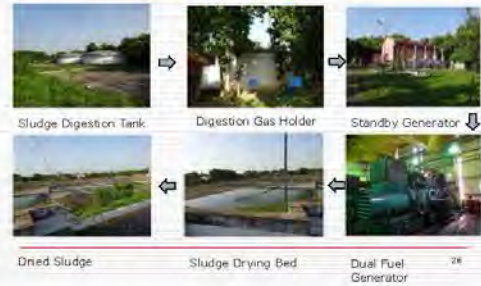 Sludge Digestion Tank
Digestion Gas Holder
Standby Generator
Dried Sludge
Sludge Drying Bed
Dual Fuel
Generator